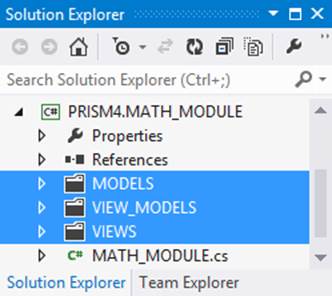 Solution Explorer
Search Solution Explorer (Ctrl+;)
C# PRISM4.MATH_MODULE
Properties
References
MODELS
VIEW_MODELS
VIEWS
C# MATH_MODULE.cs
Solution Explorer Team Explorer